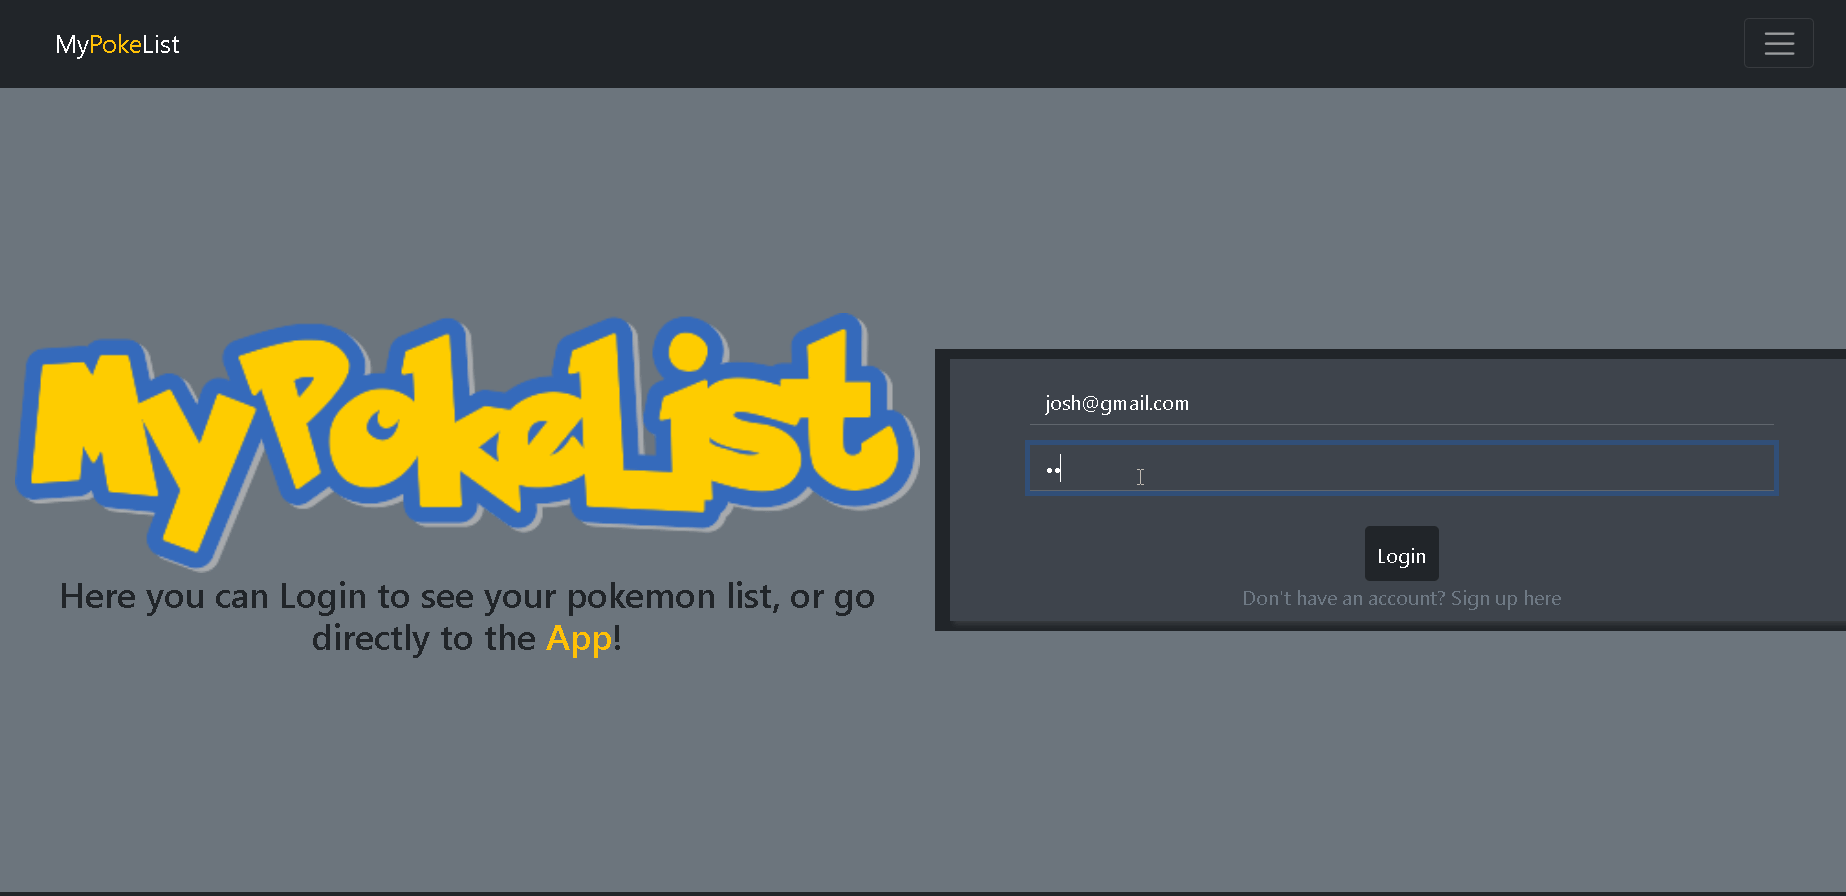 MyPokeList
MyPokeList
Here you can Login to see your pokemon list, or go
directly to the App!
josh@gmail.com
••
Login
Don't have an account? Sign up here